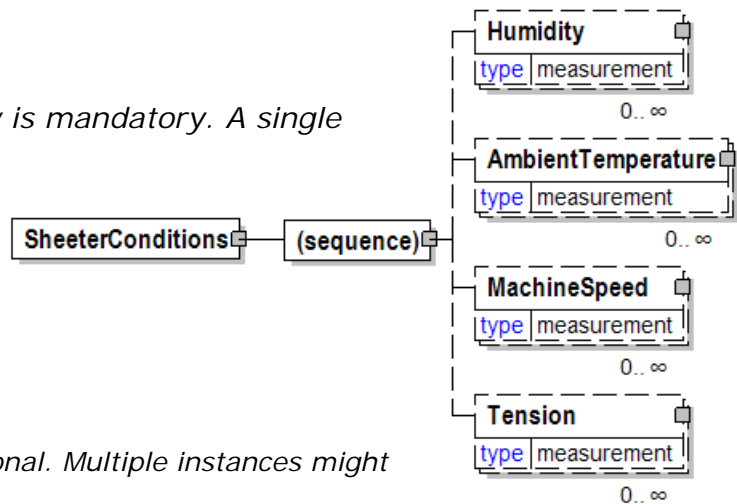 Humidity
type measurement
0.. ∞
is mandatory. A single
AmbientTemperature
type measurement
0.. ∞
SheeterConditions
(sequence)
MachineSpeed
type measurement
0.. ∞
Tension
type measurement
0.. ∞
Multiple instances might